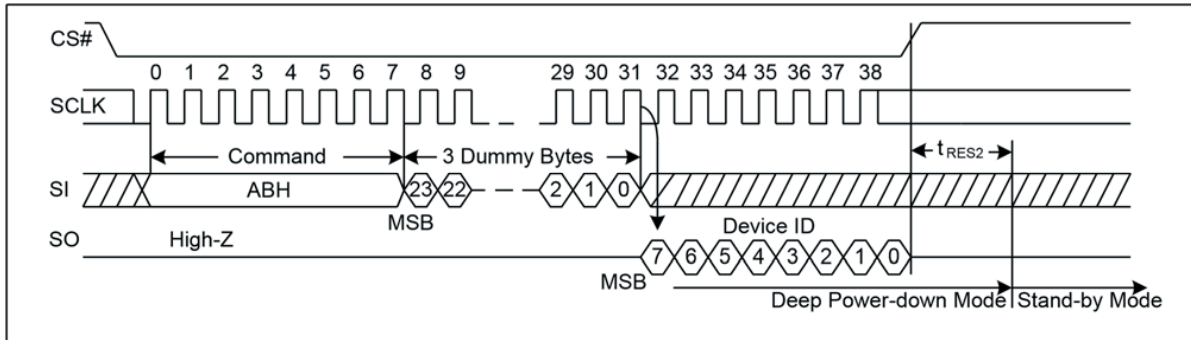 CS#
0 1 2 3 4 5 6 7 8 9 29 30 31 32 33 34 35 36 37 38
SCLK
Command 3 Dummy Bytes tRES2
SI ABH 23 22 2 1 0
MSB
SO High-Z Device ID
7 6 5 4 3 2 1 0
MSB
Deep Power-down Mode Stand-by Mode